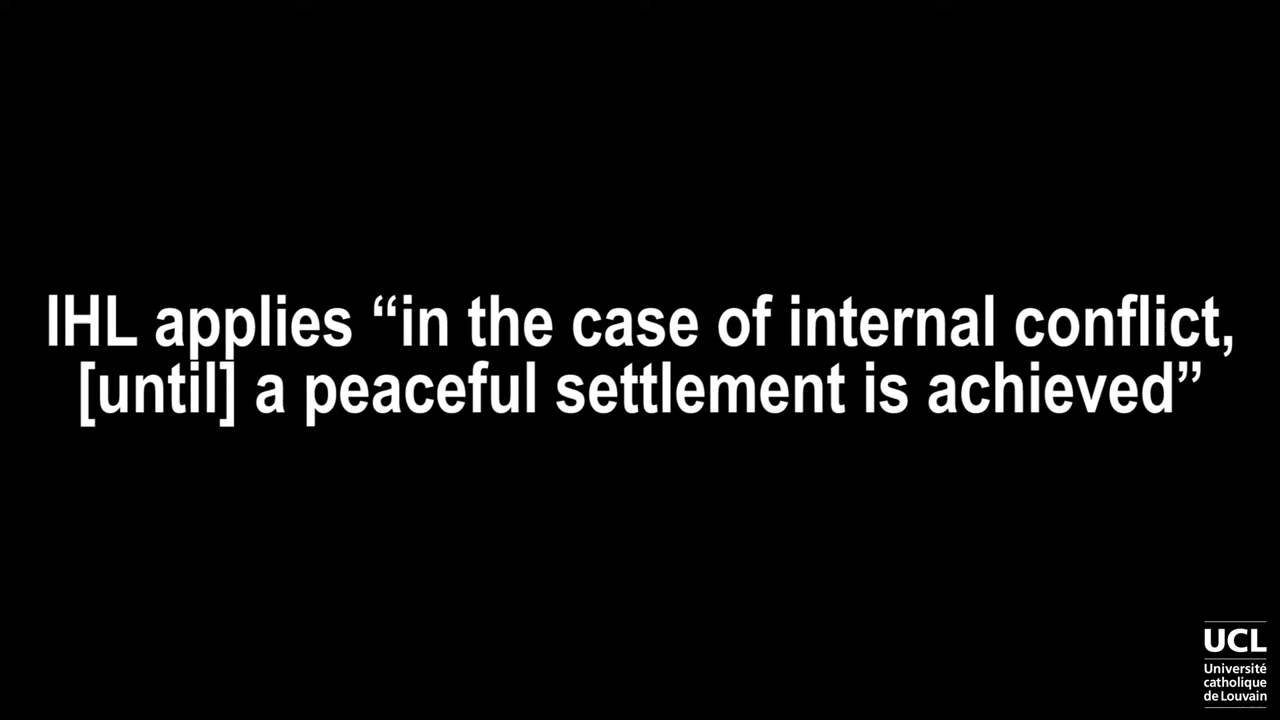 IHL applies “in the case of internal conflict,
[until] a peaceful settlement is achieved”
UCL
Université
catholique
de Louvain